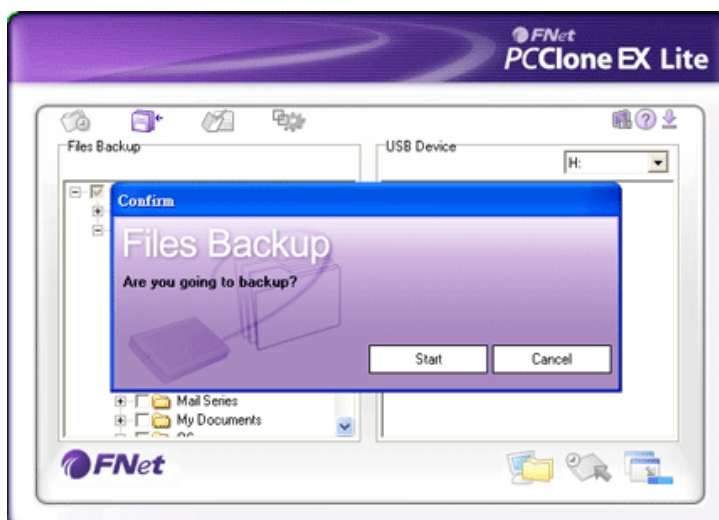 FNet
PCClone EX Lite
Files Backup
USB Device
H:
Confirm
Files Backup
Are you going to backup?
Start
Cancel
Mail Series
My Documents
FNet